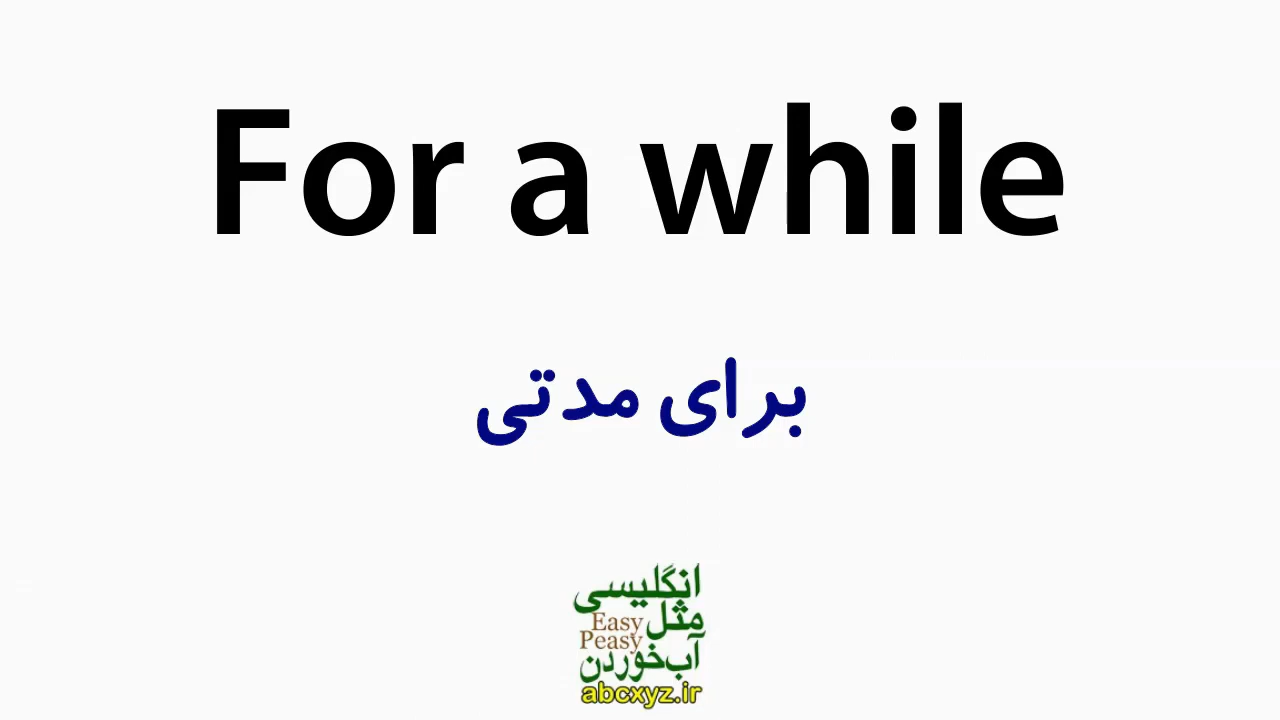 For a while
برای مدتی
انگلیسی
مثل
Easy
Peasy
آب‌خوردن
abcxyz.ir